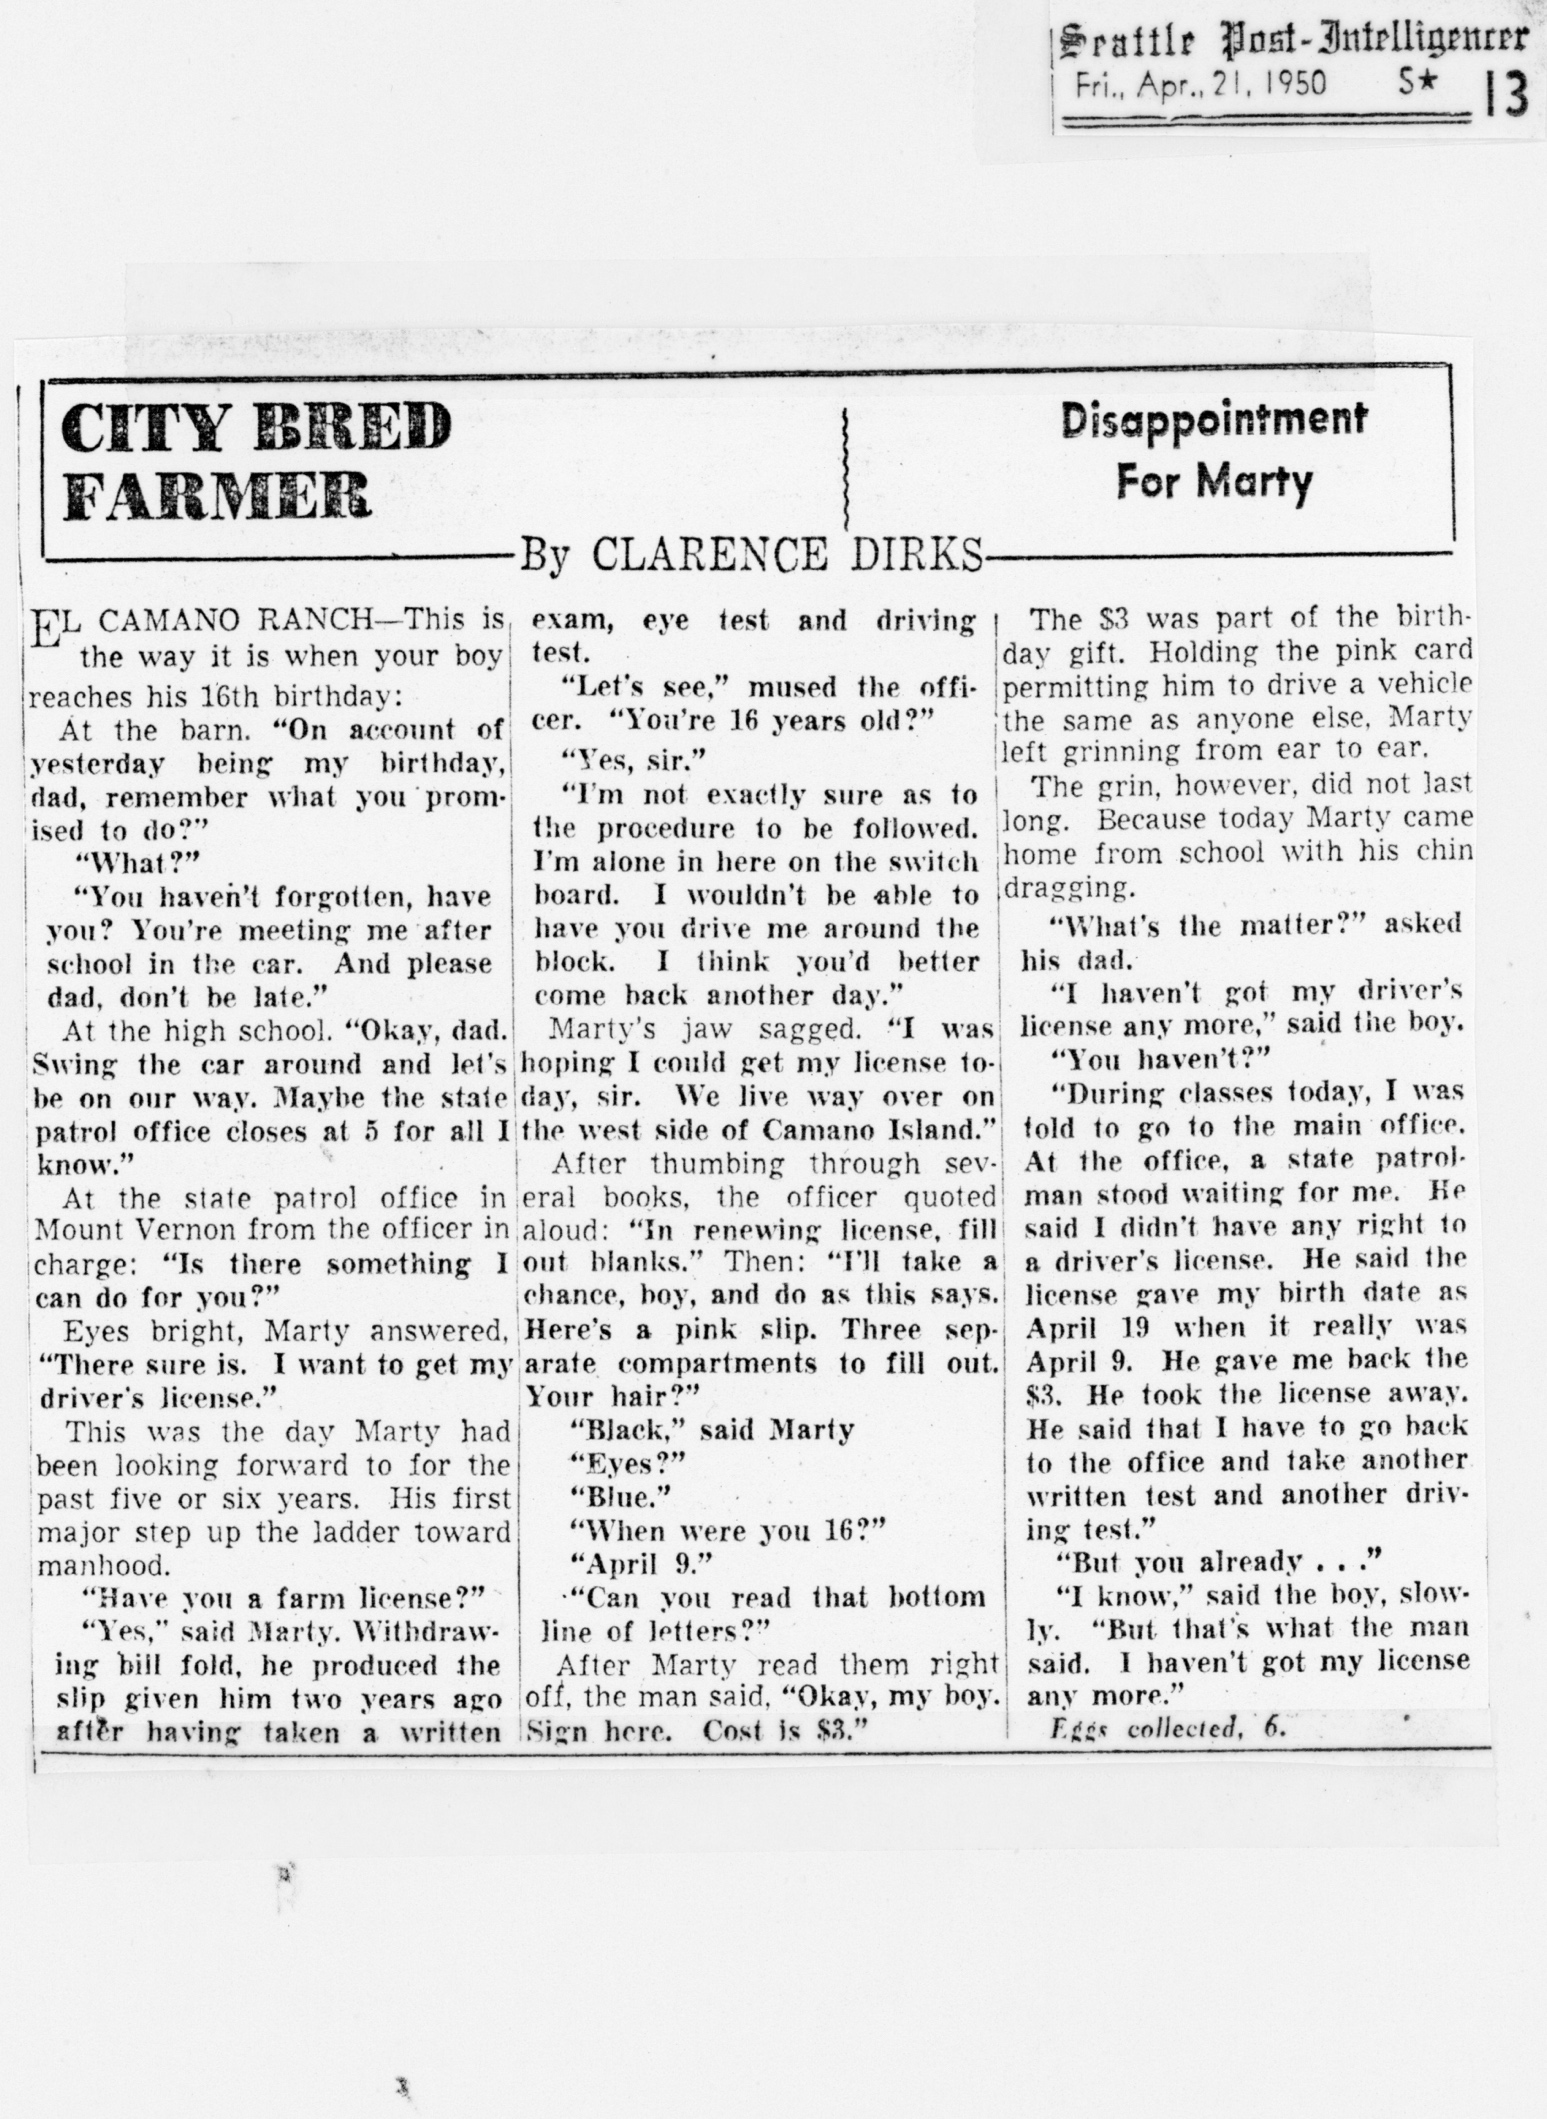 Seattle Post-Intelligencer
Fri., Apr., 21, 1950 S★ 13
CITY BRED
FARMER
Disappointment
For Marty
By CLARENCE DIRKS
EL CAMANO RANCH—This is
the way it is when your boy
reaches his 16th birthday:
At the barn. “On account of
yesterday being my birthday,
dad, remember what you prom-
ised to do?”
“What?”
“You haven't forgotten, have
you? You're meeting me after
school in the car. And please
dad, don't be late.”
At the high school. “Okay, dad.
Swing the car around and let's
be on our way. Maybe the state
patrol office closes at 5 for all I
know.”
At the state patrol office in
Mount Vernon from the officer in
charge: “Is there something I
can do for you?”
Eyes bright, Marty answered,
“There sure is. I want to get my
driver's license.”
This was the day Marty had
been looking forward to for the
past five or six years. His first
major step up the ladder toward
manhood.
“Have you a farm license?”
“Yes,” said Marty. Withdraw-
ing bill fold, he produced the
slip given him two years ago
after having taken a written
exam, eye test and driving
test.
“Let's see,” mused the offi-
cer. “You're 16 years old?”
“Yes, sir.”
“I'm not exactly sure as to
the procedure to be followed.
I'm alone in here on the switch
board. I wouldn't be able to
have you drive me around the
block. I think you'd better
come back another day.”
Marty's jaw sagged. “I was
hoping I could get my license to-
day, sir. We live way over on
the west side of Camano Island.”
After thumbing through sev-
eral books, the officer quoted
aloud: “In renewing license, fill
out blanks.” Then: “I'll take a
chance, boy, and do as this says.
Here's a pink slip. Three sep-
arate compartments to fill out.
Your hair?”
“Black,” said Marty
“Eyes?”
“Blue.”
“When were you 16?”
“April 9.”
“Can you read that bottom
line of letters?”
After Marty read them right
off, the man said, “Okay, my boy.
Sign here. Cost is $3.”
The $3 was part of the birth-
day gift. Holding the pink card
permitting him to drive a vehicle
the same as anyone else, Marty
left grinning from ear to ear.
The grin, however, did not last
long. Because today Marty came
home from school with his chin
dragging.
“What's the matter?” asked
his dad.
“I haven't got my driver's
license any more,” said the boy.
“You haven't?”
“During classes today, I was
told to go to the main office.
At the office, a state patrol-
man stood waiting for me. He
said I didn't have any right to
a driver's license. He said the
license gave my birth date as
April 19 when it really was
April 9. He gave me back the
$3. He took the license away.
He said that I have to go back
to the office and take another
written test and another driv-
ing test.”
“But you already . . .”
“I know,” said the boy, slow-
ly. “But that's what the man
said. I haven't got my license
any more.”
Eggs collected, 6.